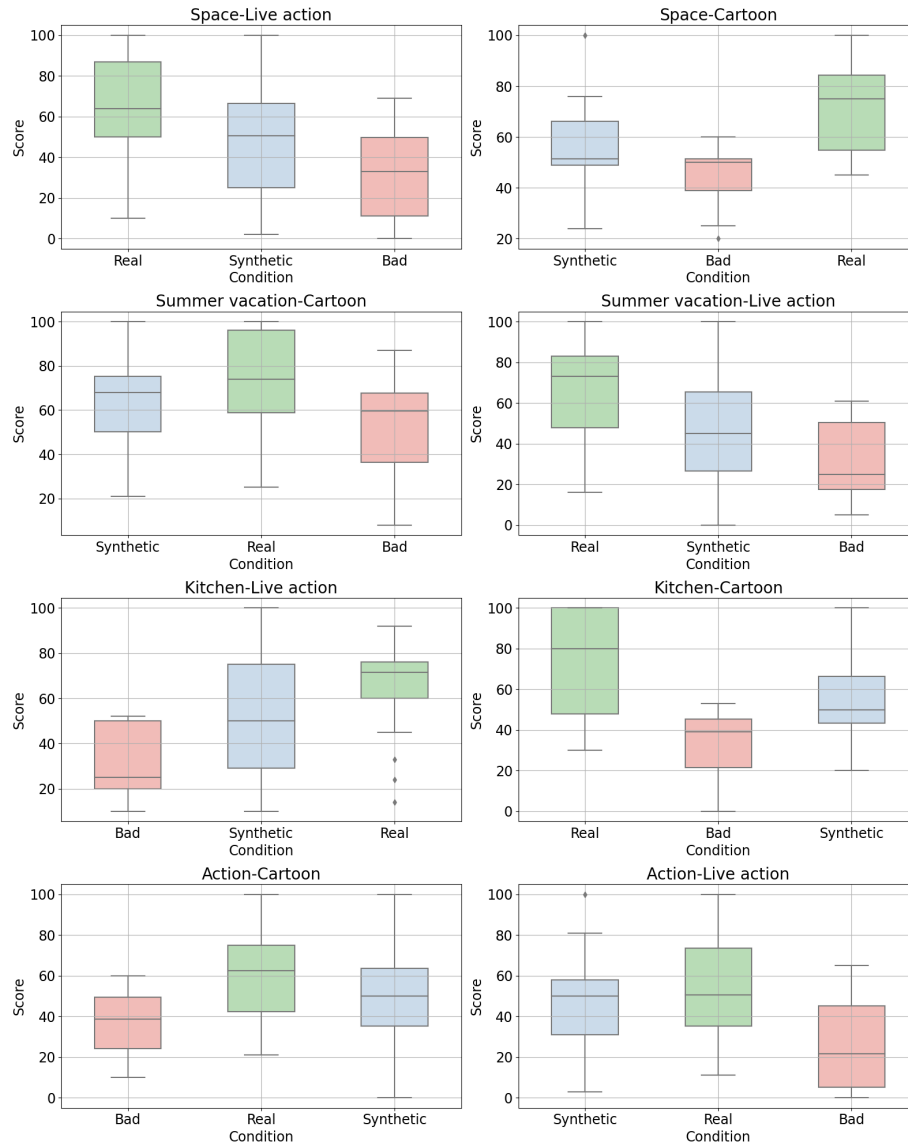 Space-Live action
100
80
60
40
20
0
Score
Real Synthetic Bad
Condition
Space-Cartoon
100
80
60
40
20
Score
Synthetic Bad Real
Condition
Summer vacation-Cartoon
100
80
60
40
20
Score
Synthetic Real Bad
Condition
Summer vacation-Live action
100
80
60
40
20
0
Score
Real Synthetic Bad
Condition
Kitchen-Live action
100
80
60
40
20
Score
Bad Synthetic Real
Condition
Kitchen-Cartoon
100
80
60
40
20
0
Score
Real Bad Synthetic
Condition
Action-Cartoon
100
80
60
40
20
0
Score
Bad Real Synthetic
Condition
Action-Live action
100
80
60
40
20
0
Score
Synthetic Real Bad
Condition